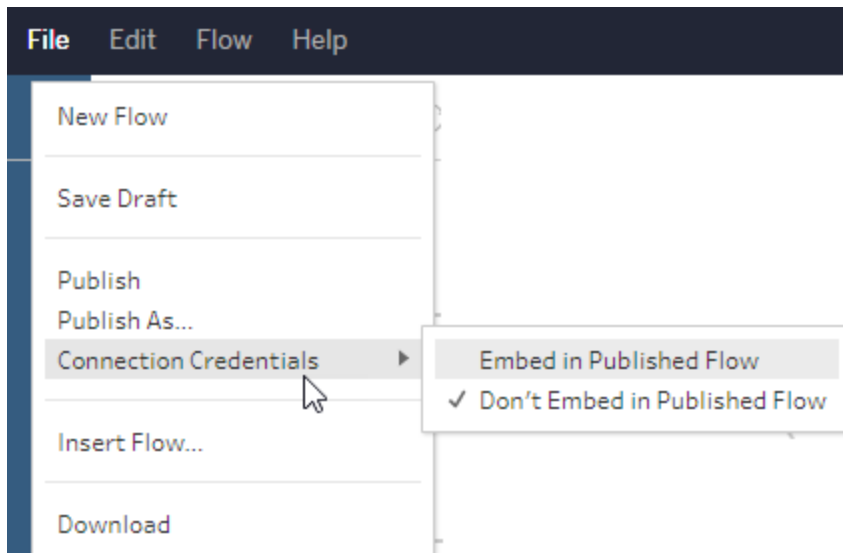 File Edit Flow Help
New Flow
Save Draft
Publish
Publish As...
Connection Credentials
Embed in Published Flow
✓ Don't Embed in Published Flow
Insert Flow...
Download